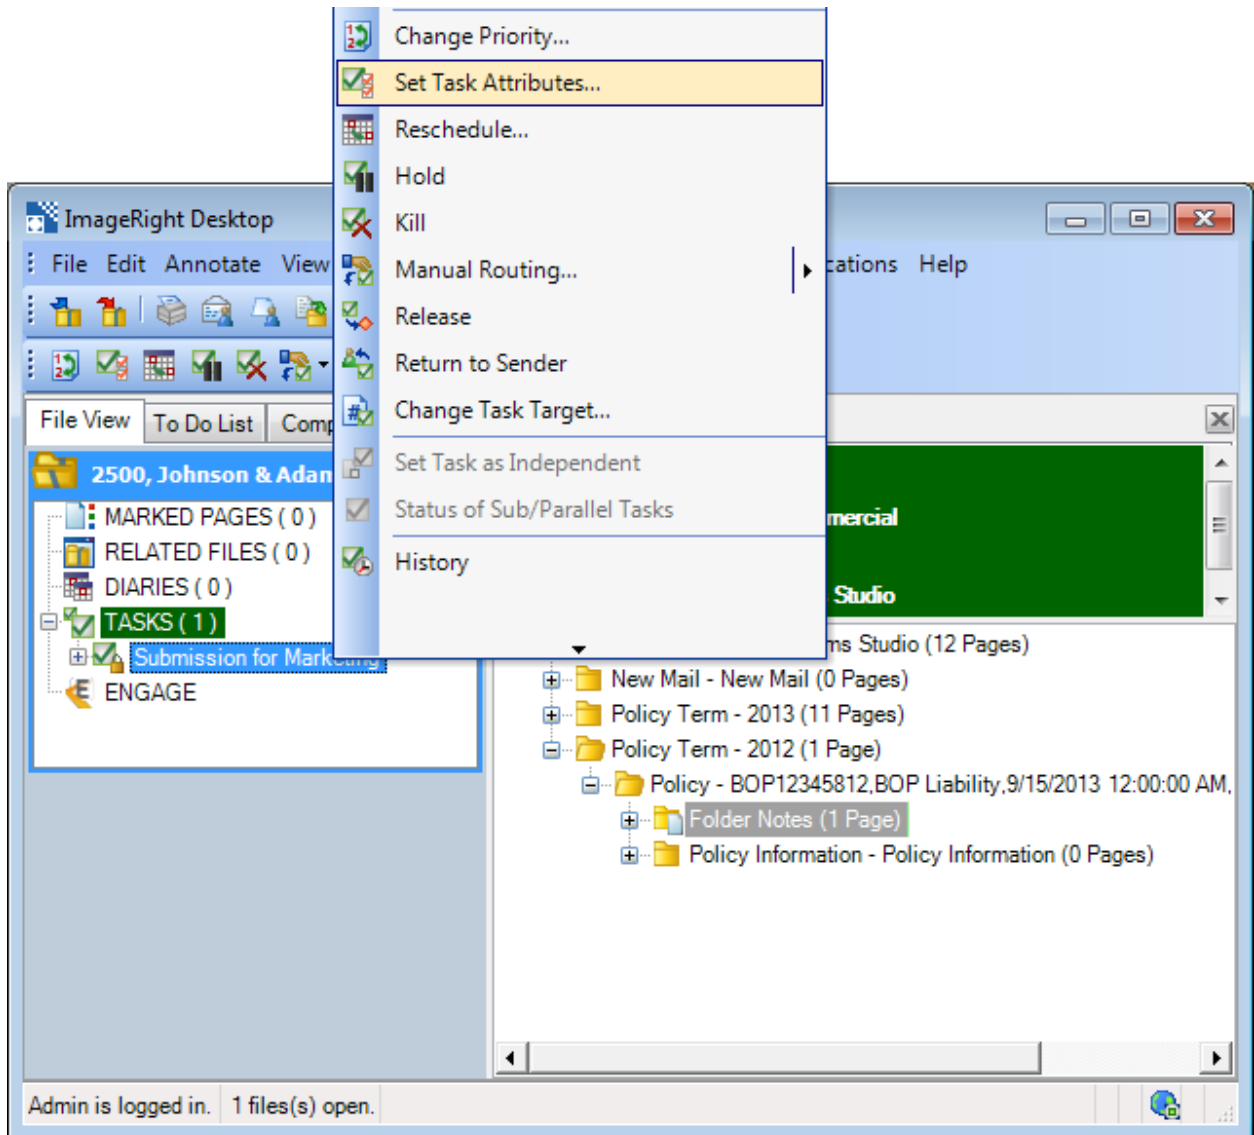 Change Priority...
Set Task Attributes...
Reschedule...
Hold
Kill
Manual Routing...
Release
Return to Sender
Change Task Target...
Set Task as Independent
Status of Sub/Parallel Tasks
History
ImageRight Desktop
File Edit Annotate View cations Help
File View To Do List Comp
2500, Johnson & Adam
MARKED PAGES ( 0 )
RELATED FILES ( 0 )
DIARIES ( 0 )
TASKS ( 1 )
Submission for Marketing
ENGAGE
mercial
Studio
ms Studio (12 Pages)
New Mail - New Mail (0 Pages)
Policy Term - 2013 (11 Pages)
Policy Term - 2012 (1 Page)
Policy - BOP12345812,BOP Liability,9/15/2013 12:00:00 AM,
Folder Notes (1 Page)
Policy Information - Policy Information (0 Pages)
Admin is logged in. 1 files(s) open.